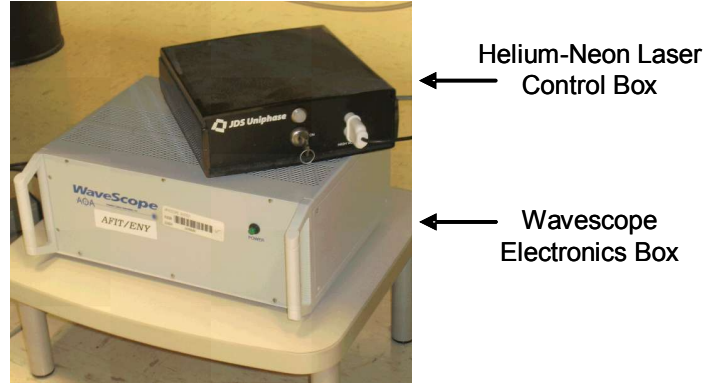 Helium-Neon Laser
Control Box
JDS Uniphase
WaveScope
AOA
AFIT/ENY
POWER
Wavescope
Electronics Box